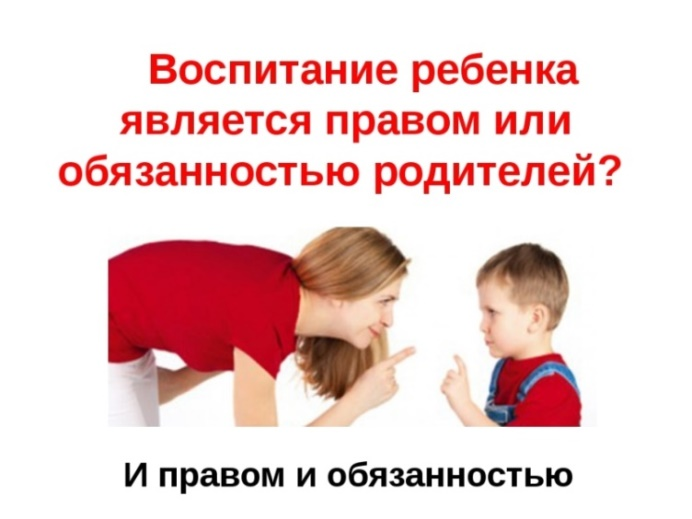 Воспитание ребенка
является правом или
обязанностью родителей?
И правом и обязанностью